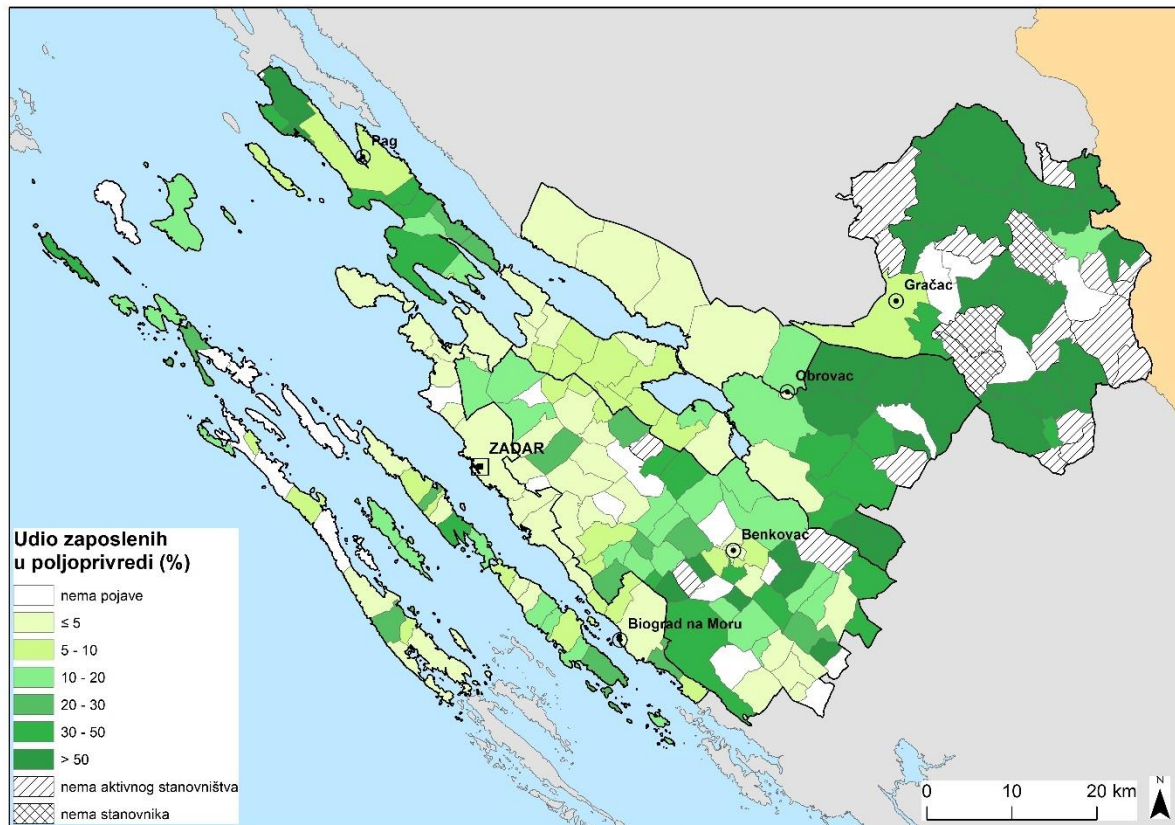 Pag
Gračac
Obrovac
ZADAR
Benkovac
Biograd na Moru
Udio zaposlenih
u poljoprivredi (%)
nema pojave
≤ 5
5 - 10
10 - 20
20 - 30
30 - 50
> 50
nema aktivnog stanovništva
nema stanovnika
0 10 20 km
N